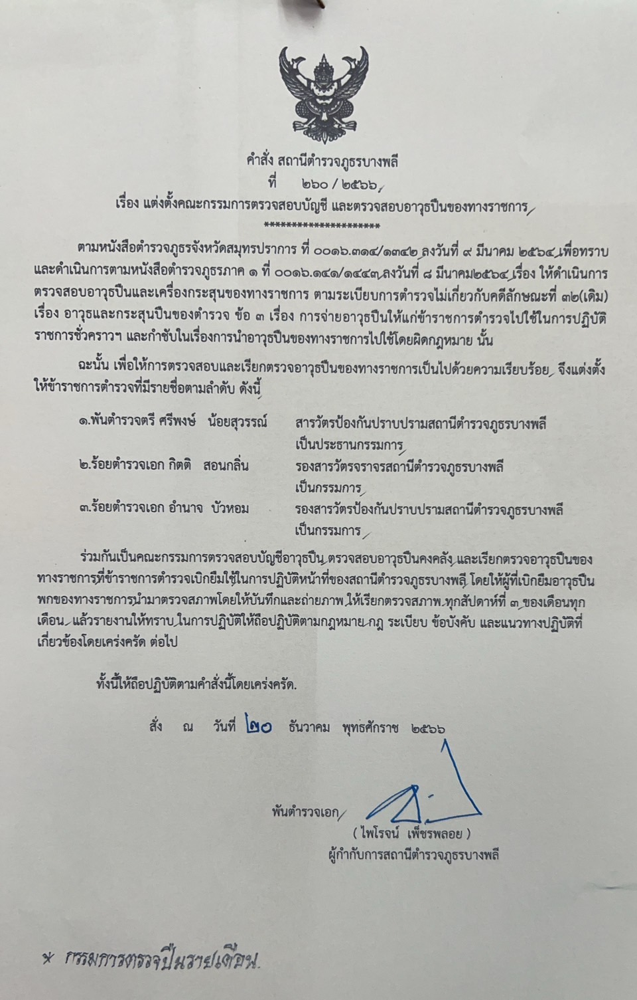 คำสั่ง สถานีตำรวจภูธรบางพลี
ที่ ๒๖๐ / ๒๕๖๖
เรื่อง แต่งตั้งคณะกรรมการตรวจสอบบัญชี และตรวจสอบอาวุธปืนของทางราชการ
*********************
ตามหนังสือตำรวจภูธรจังหวัดสมุทรปราการ ที่ ๐๐๑๖.๓๑๔/๑๓๔๒ ลงวันที่ ๙ มีนาคม ๒๕๖๔ เพื่อทราบ
และดำเนินการตามหนังสือตำรวจภูธรภาค ๑ ที่ ๐๐๑๖.๑๔๑/๑๔๔๓ ลงวันที่ ๘ มีนาคม๒๕๖๔ เรื่อง ให้ดำเนินการ
ตรวจสอบอาวุธปืนและเครื่องกระสุนของทางราชการ ตามระเบียบการตำรวจไม่เกี่ยวกับคดีลักษณะที่ ๓๒(เดิม)
เรื่อง อาวุธและกระสุนปืนของตำรวจ ข้อ ๓ เรื่อง การจ่ายอาวุธปืนให้แก่ข้าราชการตำรวจไปใช้ในการปฏิบัติ
ราชการชั่วคราวฯ และกำชับในเรื่องการนำอาวุธปืนของทางราชการไปใช้โดยผิดกฎหมาย นั้น
ฉะนั้น เพื่อให้การตรวจสอบและเรียกตรวจอาวุธปืนของทางราชการเป็นไปด้วยความเรียบร้อย จึงแต่งตั้ง
ให้ข้าราชการตำรวจที่มีรายชื่อตามลำดับ ดังนี้
๑.พันตำรวจตรี ศรีพงษ์ น้อยสุวรรณ์ สารวัตรป้องกันปราบปรามสถานีตำรวจภูธรบางพลี
เป็นประธานกรรมการ
๒.ร้อยตำรวจเอก กิตติ สอนกลิ่น รองสารวัตรจราจรสถานีตำรวจภูธรบางพลี
เป็นกรรมการ
๓.ร้อยตำรวจเอก อำนาจ บัวหอม รองสารวัตรป้องกันปราบปรามสถานีตำรวจภูธรบางพลี
เป็นกรรมการ
ร่วมกันเป็นคณะกรรมการตรวจสอบบัญชีอาวุธปืน ตรวจสอบอาวุธปืนคงคลัง และเรียกตรวจอาวุธปืนของ
ทางราชการที่ข้าราชการตำรวจเบิกยืมใช้ในการปฏิบัติหน้าที่ของสถานีตำรวจภูธรบางพลี โดยให้ผู้ที่เบิกยืมอาวุธปืน
พกของทางราชการนำมาตรวจสภาพโดยให้บันทึกและถ่ายภาพ ให้เรียกตรวจสภาพ ทุกสัปดาห์ที่ ๓ ของเดือนทุก
เดือน แล้วรายงานให้ทราบ ในการปฏิบัติให้ถือปฏิบัติตามกฎหมาย กฎ ระเบียบ ข้อบังคับ และแนวทางปฏิบัติที่
เกี่ยวข้องโดยเคร่งครัด ต่อไป
ทั้งนี้ให้ถือปฏิบัติตามคำสั่งนี้โดยเคร่งครัด.
สั่ง ณ วันที่ ๒๐ ธันวาคม พุทธศักราช ๒๕๖๖
พันตำรวจเอก
( ไพโรจน์ เพ็ชรพลอย )
ผู้กำกับการสถานีตำรวจภูธรบางพลี
* กรรมการตรวจปืนรายเดือน.